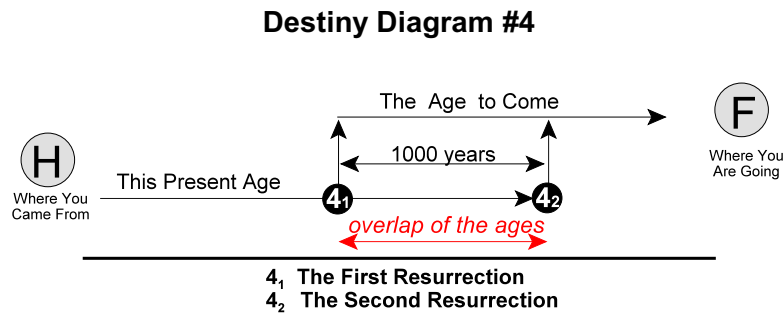 Destiny Diagram #4
The Age to Come
F
H
1000 years
Where You
Are Going
This Present Age
Where You
Came From
4₁
4₂
overlap of the ages
4₁ The First Resurrection
4₂ The Second Resurrection